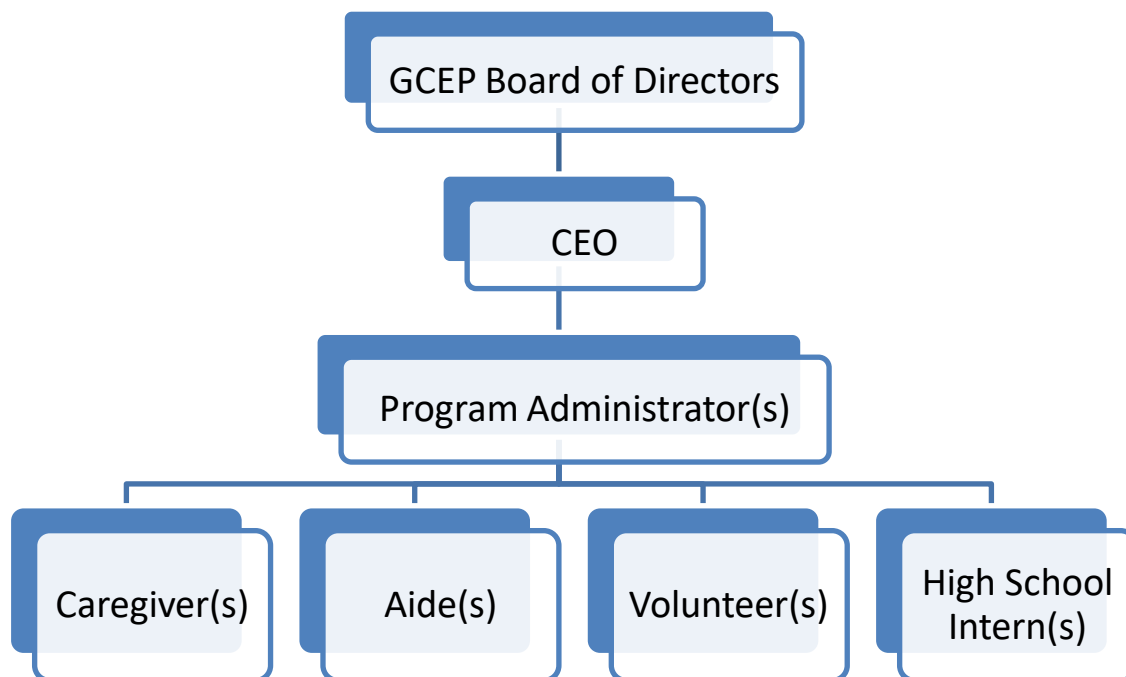 GCEP Board of Directors
CEO
Program Administrator(s)
Caregiver(s)
Aide(s)
Volunteer(s)
High School
Intern(s)